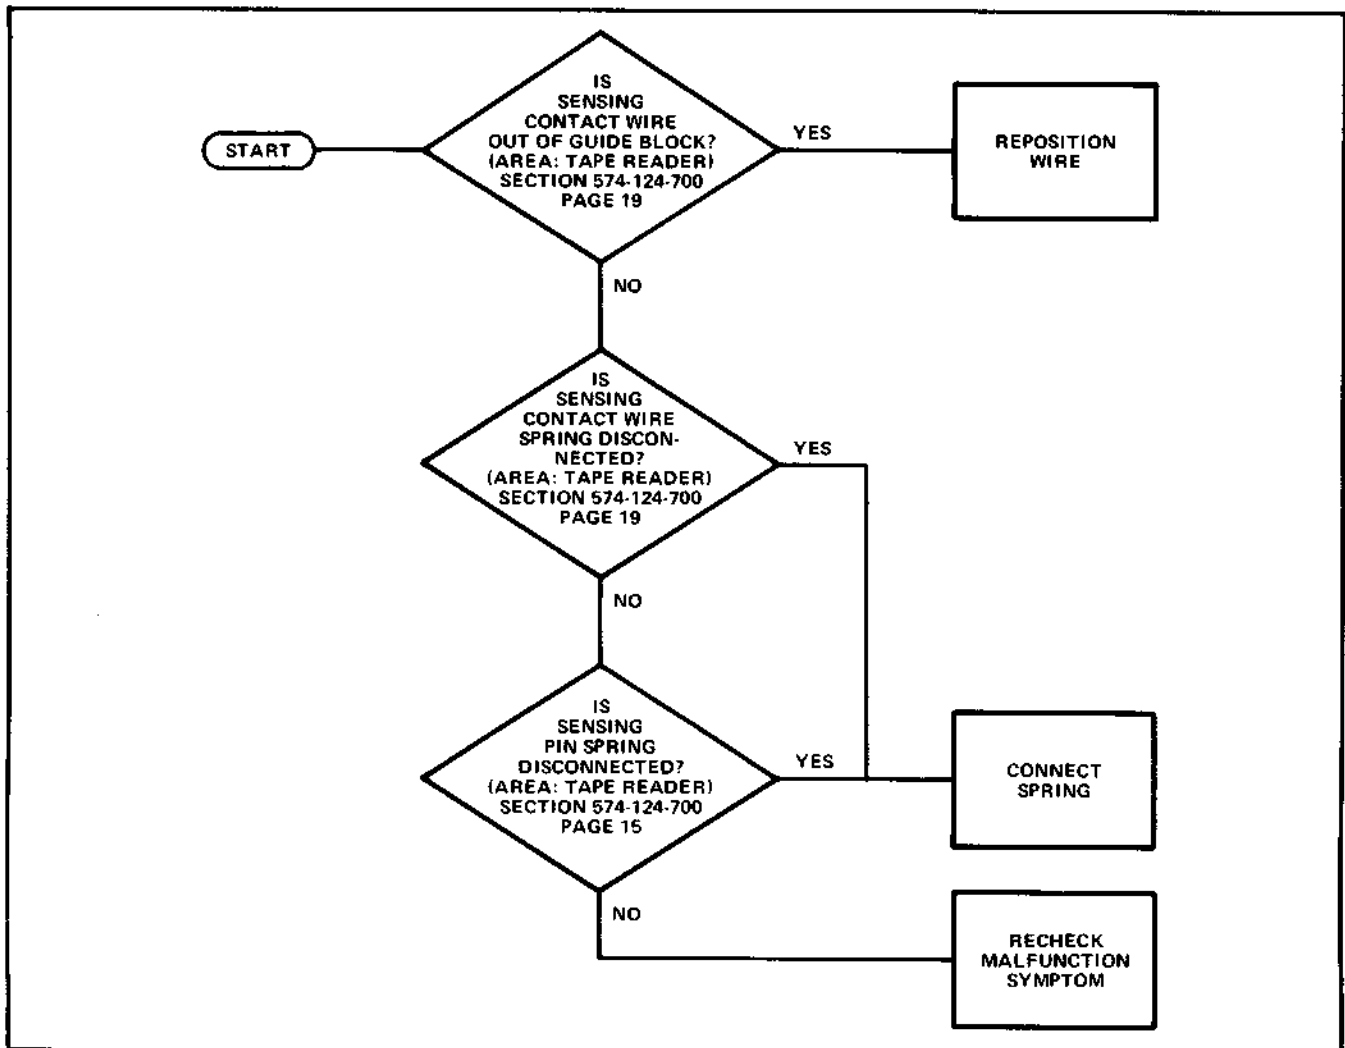 START
IS
SENSING
CONTACT WIRE
OUT OF GUIDE BLOCK?
(AREA: TAPE READER)
SECTION 574-124-700
PAGE 19
YES
REPOSITION
WIRE
NO
IS
SENSING
CONTACT WIRE
SPRING DISCON-
NECTED?
(AREA: TAPE READER)
SECTION 574-124-700
PAGE 19
YES
NO
IS
SENSING
PIN SPRING
DISCONNECTED?
(AREA: TAPE READER)
SECTION 574-124-700
PAGE 15
YES
CONNECT
SPRING
NO
RECHECK
MALFUNCTION
SYMPTOM